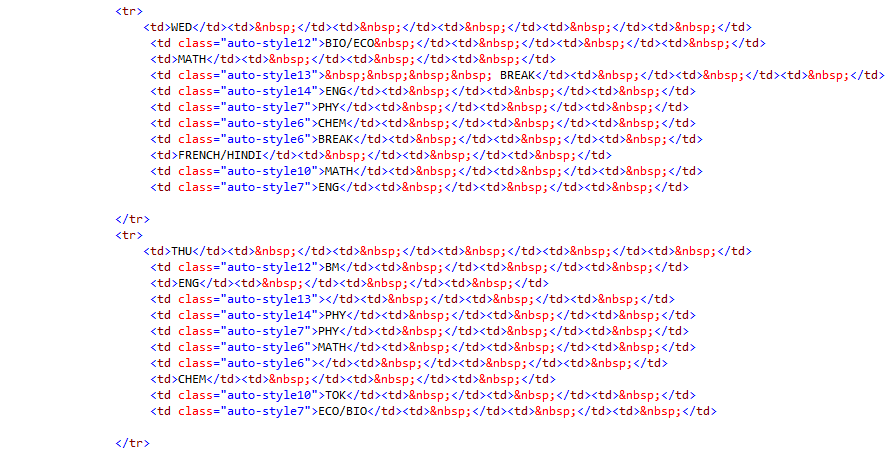 <tr>
<td>WED</td><td>&nbsp;</td><td>&nbsp;</td><td>&nbsp;</td><td>&nbsp;</td><td>&nbsp;</td>
<td class="auto-style12">BIO/ECO&nbsp;</td><td>&nbsp;</td><td>&nbsp;</td><td>&nbsp;</td>
<td>MATH</td><td>&nbsp;</td><td>&nbsp;</td><td>&nbsp;</td>
<td class="auto-style13">&nbsp;&nbsp;&nbsp;&nbsp; BREAK</td><td>&nbsp;</td><td>&nbsp;</td><td>&nbsp;</td>
<td class="auto-style14">ENG</td><td>&nbsp;</td><td>&nbsp;</td><td>&nbsp;</td>
<td class="auto-style7">PHY</td><td>&nbsp;</td><td>&nbsp;</td><td>&nbsp;</td>
<td class="auto-style6">CHEM</td><td>&nbsp;</td><td>&nbsp;</td><td>&nbsp;</td>
<td class="auto-style6">BREAK</td><td>&nbsp;</td><td>&nbsp;</td><td>&nbsp;</td>
<td>FRENCH/HINDI</td><td>&nbsp;</td><td>&nbsp;</td><td>&nbsp;</td>
<td class="auto-style10">MATH</td><td>&nbsp;</td><td>&nbsp;</td><td>&nbsp;</td>
<td class="auto-style7">ENG</td><td>&nbsp;</td><td>&nbsp;</td><td>&nbsp;</td>
</tr>
<tr>
<td>THU</td><td>&nbsp;</td><td>&nbsp;</td><td>&nbsp;</td><td>&nbsp;</td><td>&nbsp;</td>
<td class="auto-style12">BM</td><td>&nbsp;</td><td>&nbsp;</td><td>&nbsp;</td>
<td>ENG</td><td>&nbsp;</td><td>&nbsp;</td><td>&nbsp;</td>
<td class="auto-style13"></td><td>&nbsp;</td><td>&nbsp;</td><td>&nbsp;</td>
<td class="auto-style14">PHY</td><td>&nbsp;</td><td>&nbsp;</td><td>&nbsp;</td>
<td class="auto-style7">PHY</td><td>&nbsp;</td><td>&nbsp;</td><td>&nbsp;</td>
<td class="auto-style6">MATH</td><td>&nbsp;</td><td>&nbsp;</td><td>&nbsp;</td>
<td class="auto-style6"></td><td>&nbsp;</td><td>&nbsp;</td><td>&nbsp;</td>
<td>CHEM</td><td>&nbsp;</td><td>&nbsp;</td><td>&nbsp;</td>
<td class="auto-style10">TOK</td><td>&nbsp;</td><td>&nbsp;</td><td>&nbsp;</td>
<td class="auto-style7">ECO/BIO</td><td>&nbsp;</td><td>&nbsp;</td><td>&nbsp;</td>
</tr>